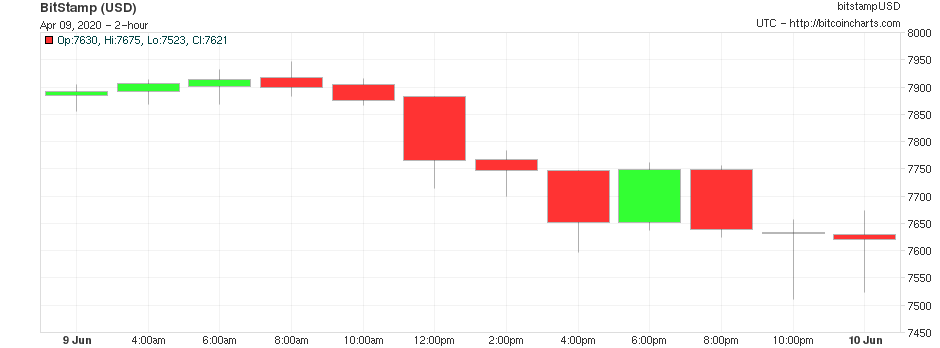 BitStamp (USD)
bitstampUSD
Apr 09, 2020 - 2-hour
UTC - http://bitcoincharts.com
Op:7630, Hi:7675, Lo:7523, Cl:7621
8000
7950
7900
7850
7800
7750
7700
7650
7600
7550
7500
7450
9 Jun 4:00am 6:00am 8:00am 10:00am 12:00pm 2:00pm 4:00pm 6:00pm 8:00pm 10:00pm 10 Jun